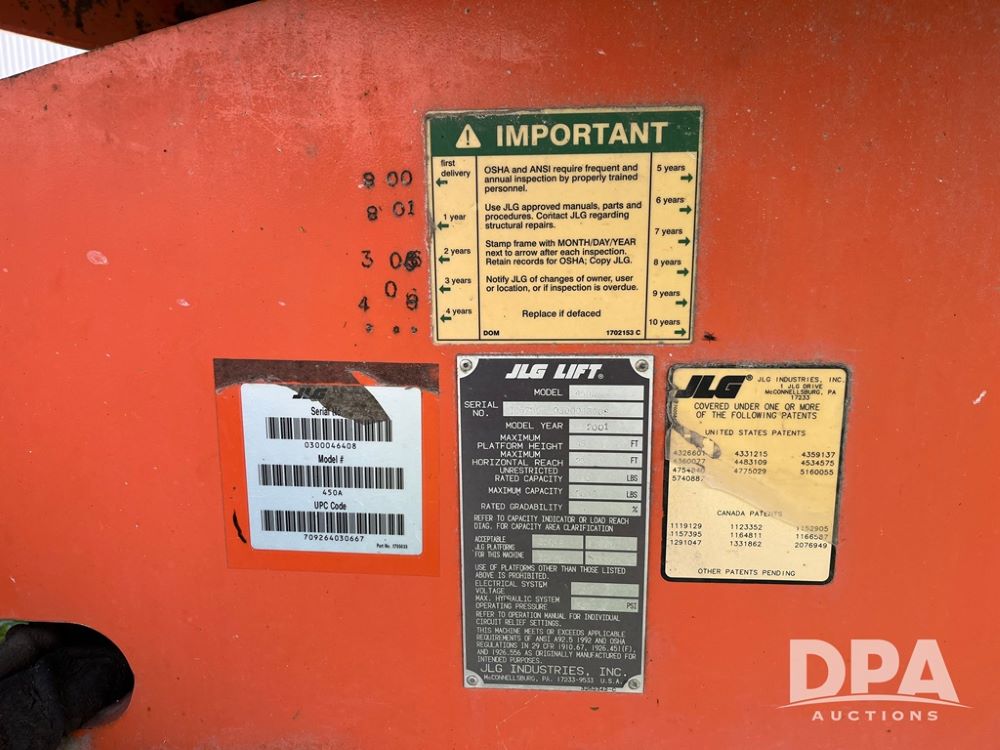 IMPORTANT
first delivery
1 year
2 years
3 years
4 years
OSHA and ANSI require frequent and
annual inspection by properly trained
personnel.
Use JLG approved manuals, parts and
procedures. Contact JLG regarding
structural repairs.
Stamp frame with MONTH/DAY/YEAR
next to arrow after each inspection.
Retain records for OSHA; Copy JLG.
Notify JLG of changes of owner, user
or location, or if inspection is overdue.
Replace if defaced
DOM
1702153 C
5 years
6 years
7 years
8 years
9 years
10 years
8 01
0300046408
Model #
450A
UPC Code
709264030667
Part No. 1705033
JLG LIFT®
MODEL
SERIAL
NO.
MODEL YEAR 2001
MAXIMUM
PLATFORM HEIGHT FT
MAXIMUM
HORIZONTAL REACH FT
UNRESTRICTED
RATED CAPACITY LBS
MAXIMUM CAPACITY LBS
RATED GRADABILITY %
REFER TO CAPACITY INDICATOR OR LOAD REACH
DIAG. FOR CAPACITY AREA CLARIFICATION
ACCEPTABLE
JLG PLATFORMS
FOR THIS MACHINE
USE OF PLATFORMS OTHER THAN THOSE LISTED
ABOVE IS PROHIBITED.
ELECTRICAL SYSTEM
VOLTAGE
MAX. HYDRAULIC SYSTEM
OPERATING PRESSURE PSI
REFER TO OPERATION MANUAL FOR INDIVIDUAL
CIRCUIT RELIEF SETTINGS.
THIS MACHINE MEETS OR EXCEEDS APPLICABLE
REQUIREMENTS OF ANSI A92.5 1992 AND OSHA
REGULATIONS IN 29 CFR 1910.67, 1926.451(F),
AND 1926.556 AS ORIGINALLY MANUFACTURED FOR
INTENDED PURPOSES.
JLG INDUSTRIES, INC.
McCONNELLSBURG, PA. 17233-9533 U.S.A.
JLG®
JLG INDUSTRIES, INC.
1 JLG DRIVE
McCONNELLSBURG, PA
17233
COVERED UNDER ONE OR MORE
OF THE FOLLOWING PATENTS
UNITED STATES PATENTS
4326601 4331215 4359137
4360077 4483109 4534575
4775029 5160055
CANADA PATENTS
1119129 1123352 1152905
1157395 1164811 1166587
1291047 1331862 2076949
OTHER PATENTS PENDING
DPA
AUCTIONS